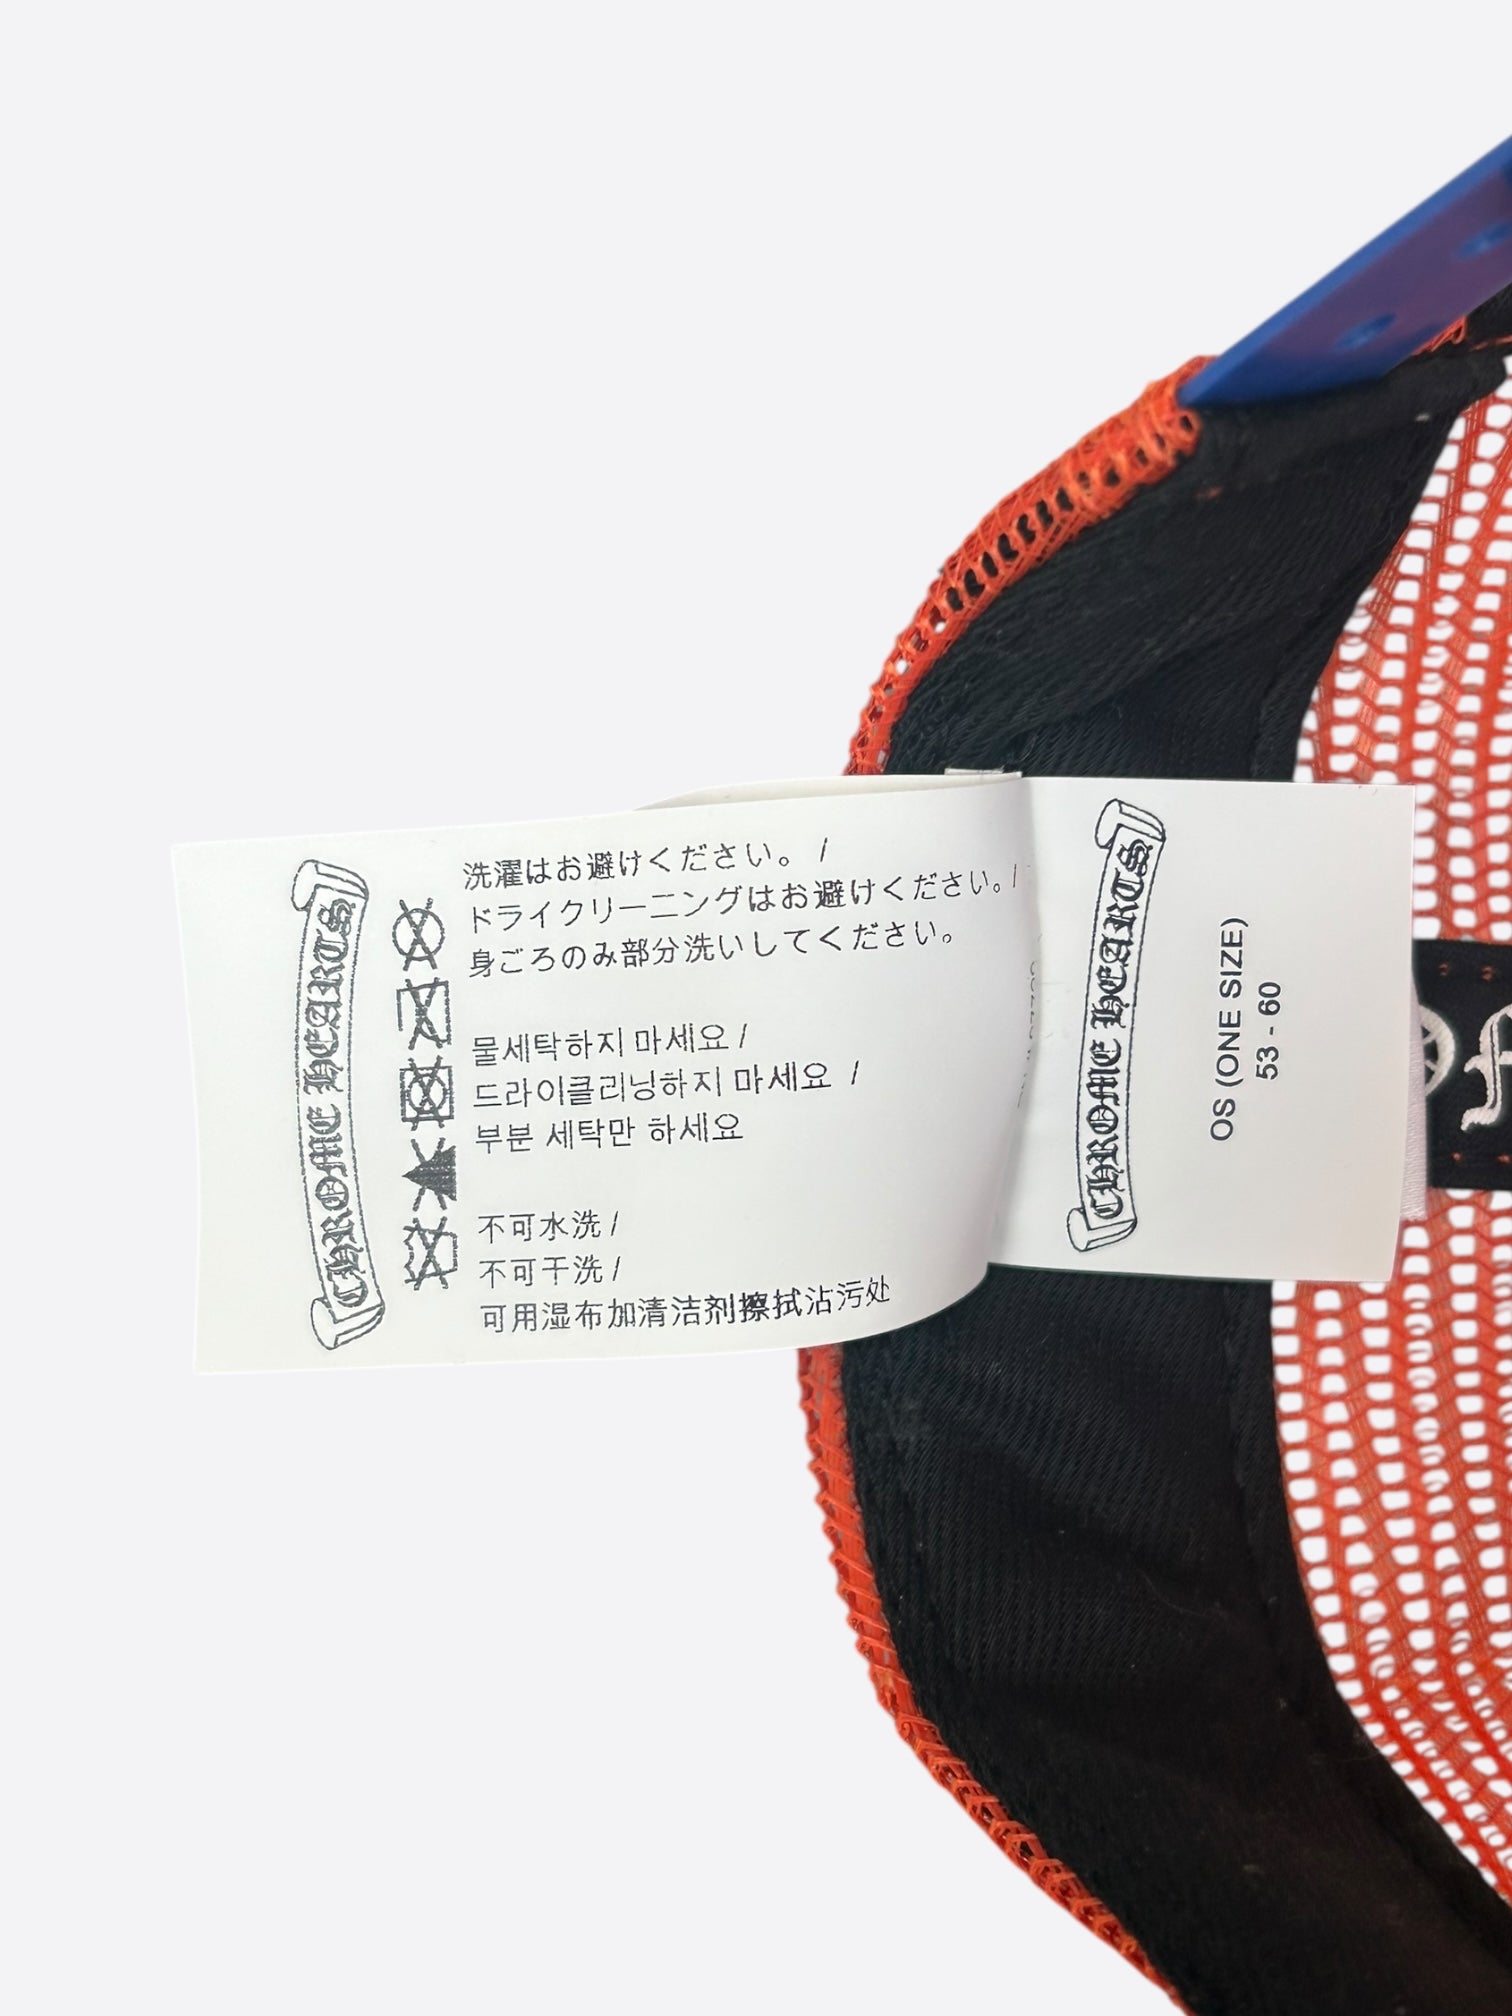 CHROME HEARTS
洗濯はお避けください。 /
ドライクリーニングはお避けください。/
身ごろのみ部分洗いしてください。
물세탁하지 마세요 /
드라이클리닝하지 마세요 /
부분 세탁만 하세요
不可水洗 /
不可干洗 /
可用湿布加清洁剂擦拭沾污处
CHROME HEARTS
OS (ONE SIZE)
53 - 60